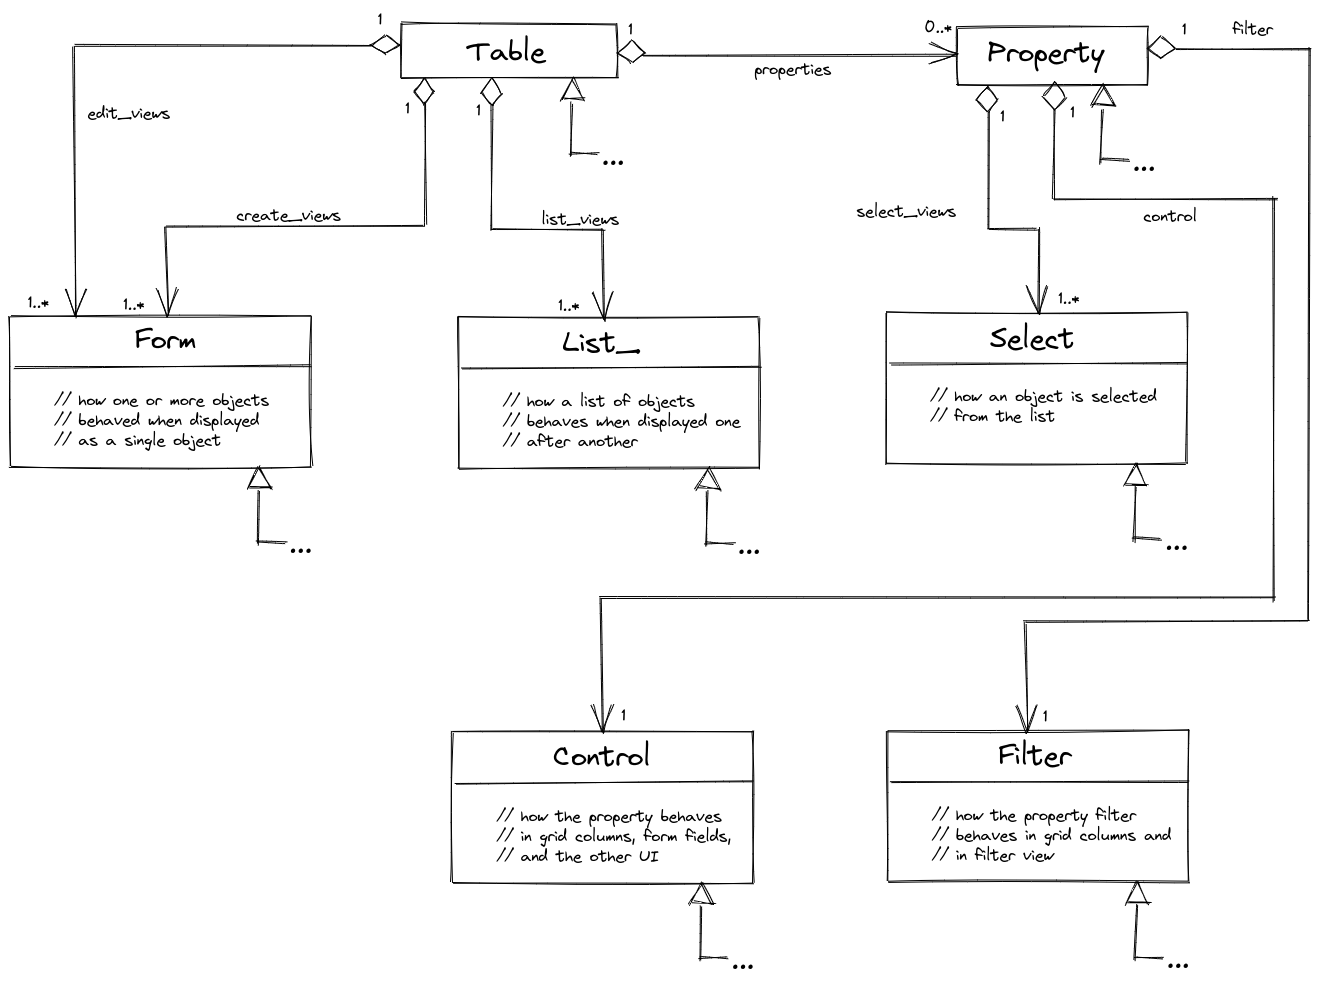 1
Table
1
properties
0..*
Property
1
filter
edit_views
1
1
1
1
...
...
create_views
list_views
select_views
control
1..*
1..*
1..*
1..*
Form
// how one or more objects
// behaved when displayed
// as a single object
...
List_
// how a list of objects
// behaves when displayed one
// after another
...
Select
// how an object is selected
// from the list
...
1
Control
// how the property behaves
// in grid columns, form fields,
// and the other UI
...
1
Filter
// how the property filter
// behaves in grid columns and
// in filter view
...